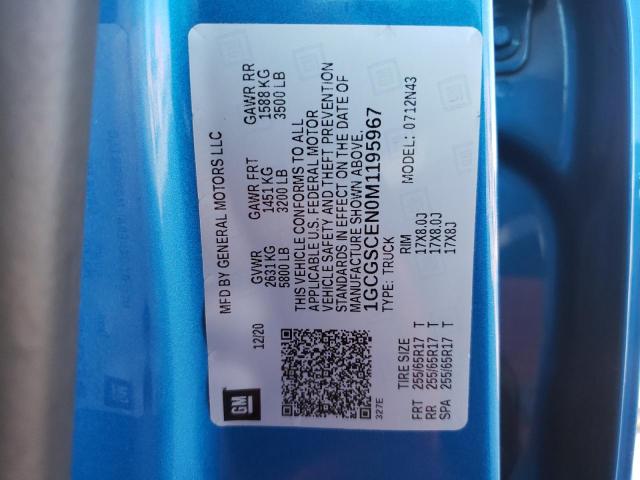 GM
MFD BY GENERAL MOTORS LLC
12/20
GVWR GAWR FRT GAWR RR
2631 KG 1451 KG 1588 KG
5800 LB 3200 LB 3500 LB
THIS VEHICLE CONFORMS TO ALL
APPLICABLE U.S. FEDERAL MOTOR
VEHICLE SAFETY AND THEFT PREVENTION
STANDARDS IN EFFECT ON THE DATE OF
MANUFACTURE SHOWN ABOVE.
1GCGSCEN0M1195967
TYPE: TRUCK MODEL: 0712N43
327E
TIRE SIZE RIM
FRT 255/65R17 T 17X8.0J
RR 255/65R17 T 17X8.0J
SPA 255/65R17 T 17X8J